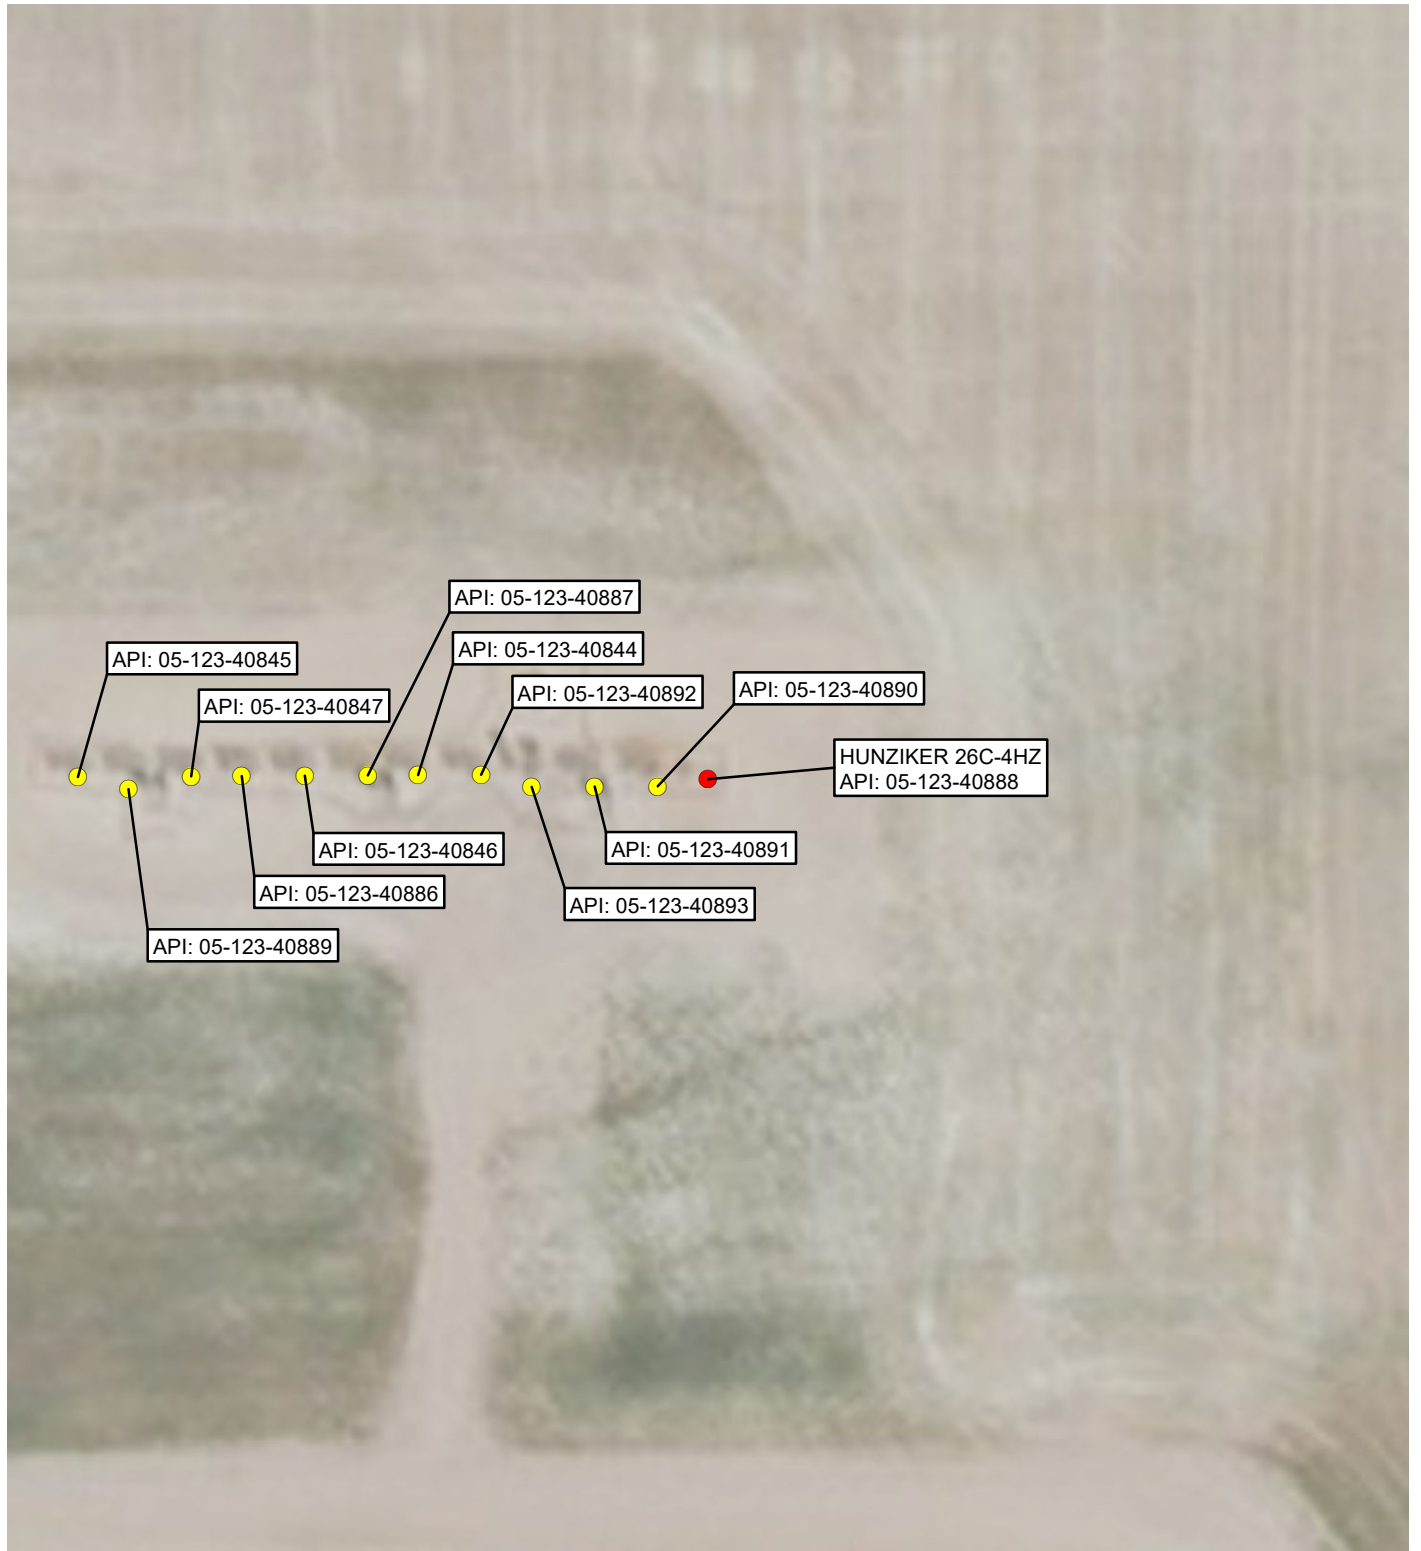 API: 05-123-40887
API: 05-123-40844
API: 05-123-40845
API: 05-123-40892
API: 05-123-40890
API: 05-123-40847
HUNZIKER 26C-4HZ
API: 05-123-40888
API: 05-123-40846
API: 05-123-40891
API: 05-123-40886
API: 05-123-40893
API: 05-123-40889